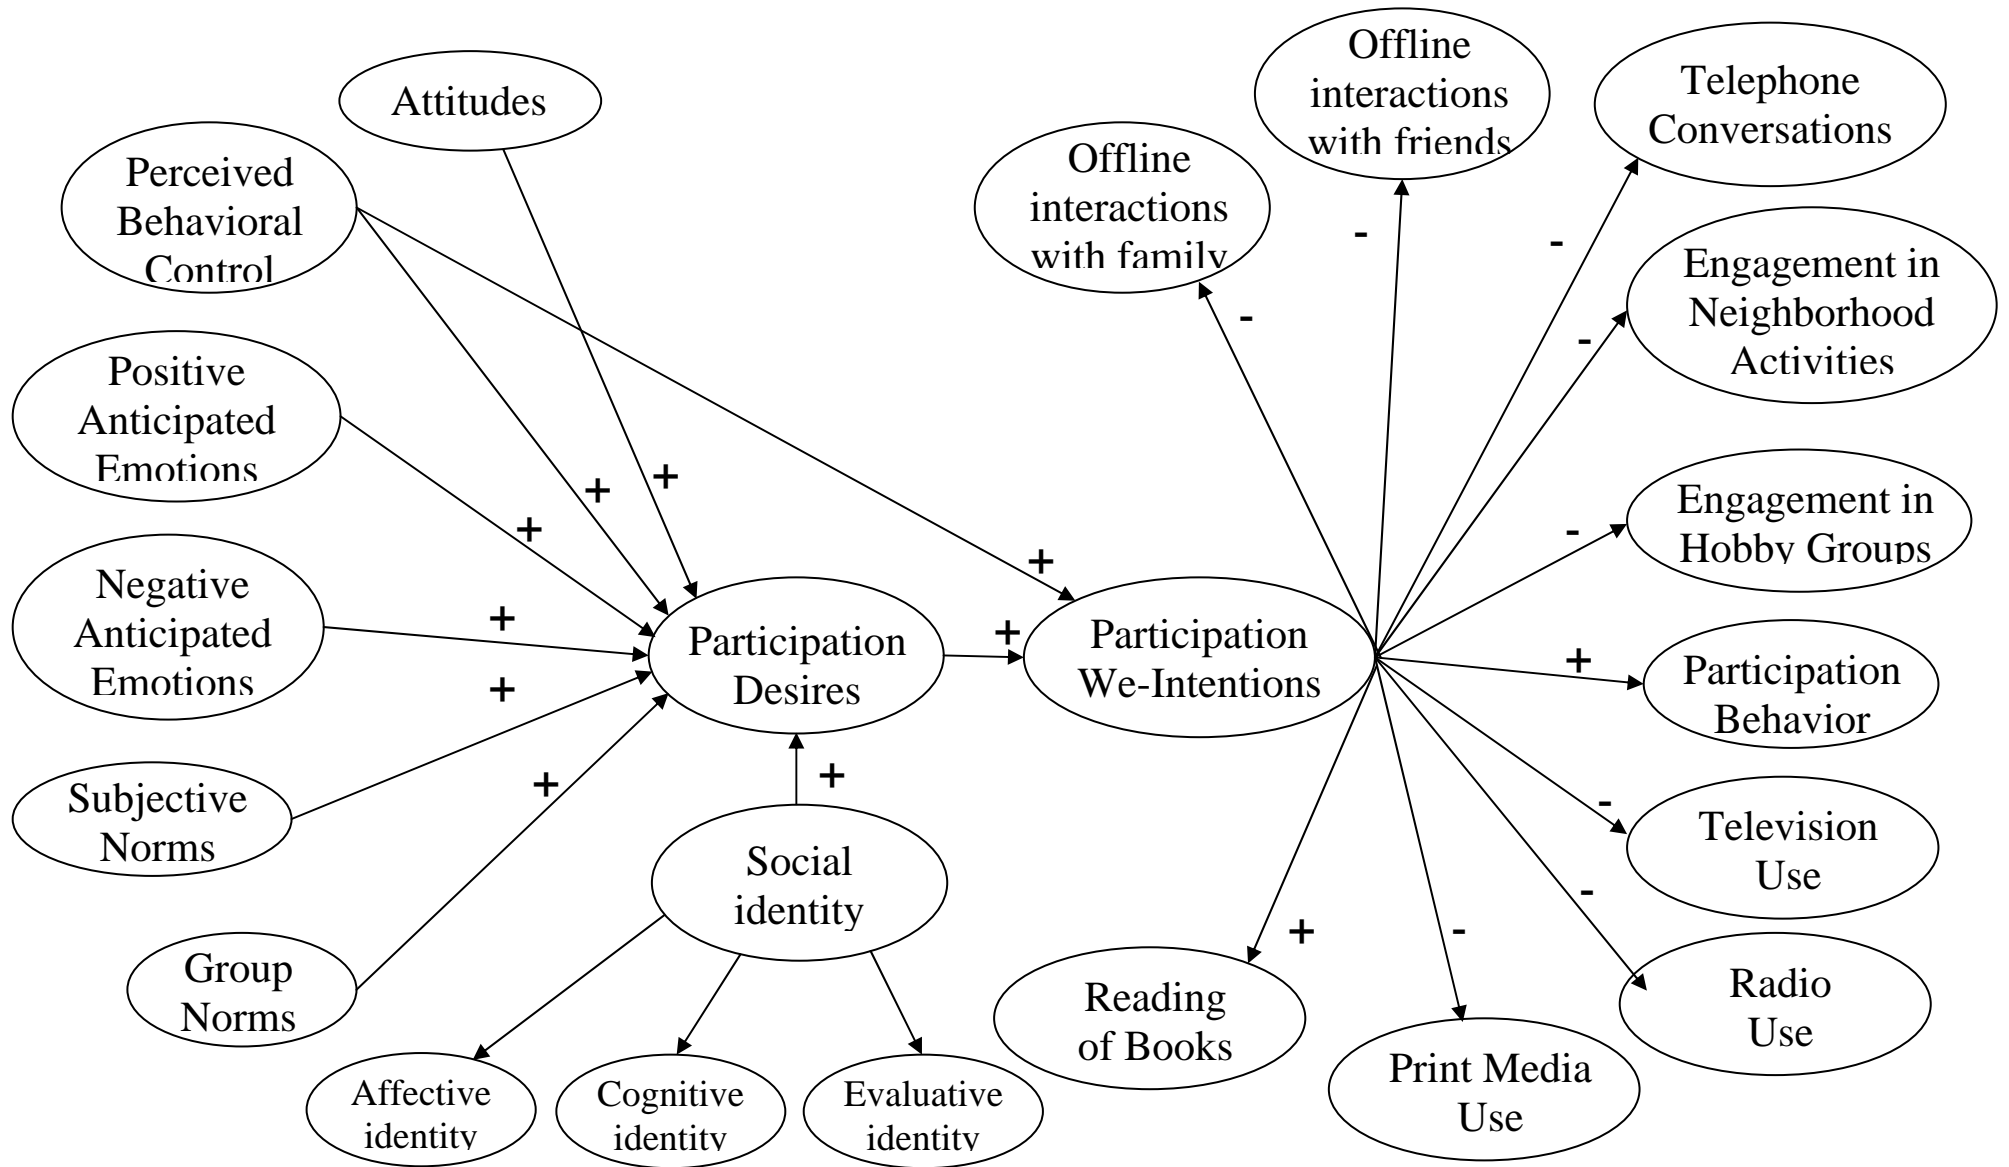 Attitudes
Perceived
Behavioral
Control
Positive
Anticipated
Emotions
Negative
Anticipated
Emotions
Subjective
Norms
Group
Norms
Participation
Desires
Social
identity
Affective
identity
Cognitive
identity
Evaluative
identity
Participation
We-Intentions
Offline
interactions
with family
Offline
interactions
with friends
Telephone
Conversations
Engagement in
Neighborhood
Activities
Engagement in
Hobby Groups
Participation
Behavior
Television
Use
Radio
Use
Print Media
Use
Reading
of Books
+
+
+
+
+
+
+
+
+
-
-
-
-
-
+
-
-
-
+